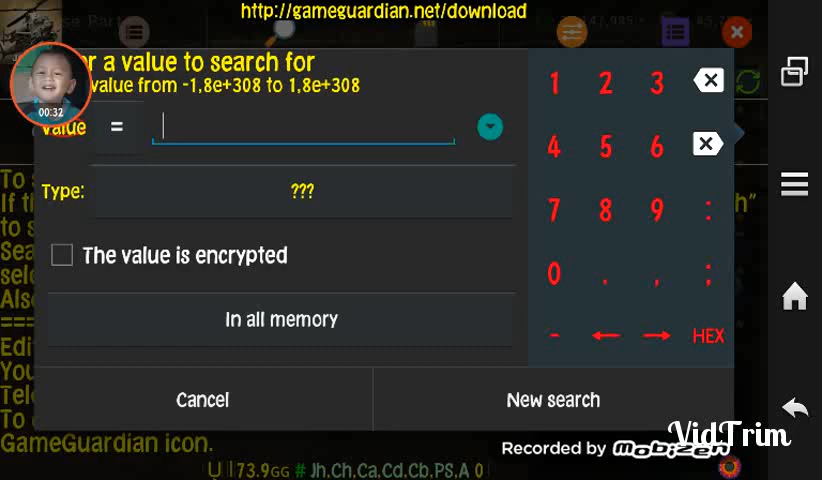 http://gameguardian.net/download
r a value to search for
value from -1,8e+308 to 1,8e+308
00:32
Value =
1 2 3
4 5 6
7 8 9 :
0 . , ;
- ← → HEX
Type: ???
The value is encrypted
In all memory
Cancel
New search
To
If th
h"
to s
Sea
sele
Also
Edi
You
Tel
To
GameGuardian icon.
Recorded by mobizen
VidTrim
73.9GG # Jh,Ch,Ca,Cd,Cb,PS,A 0